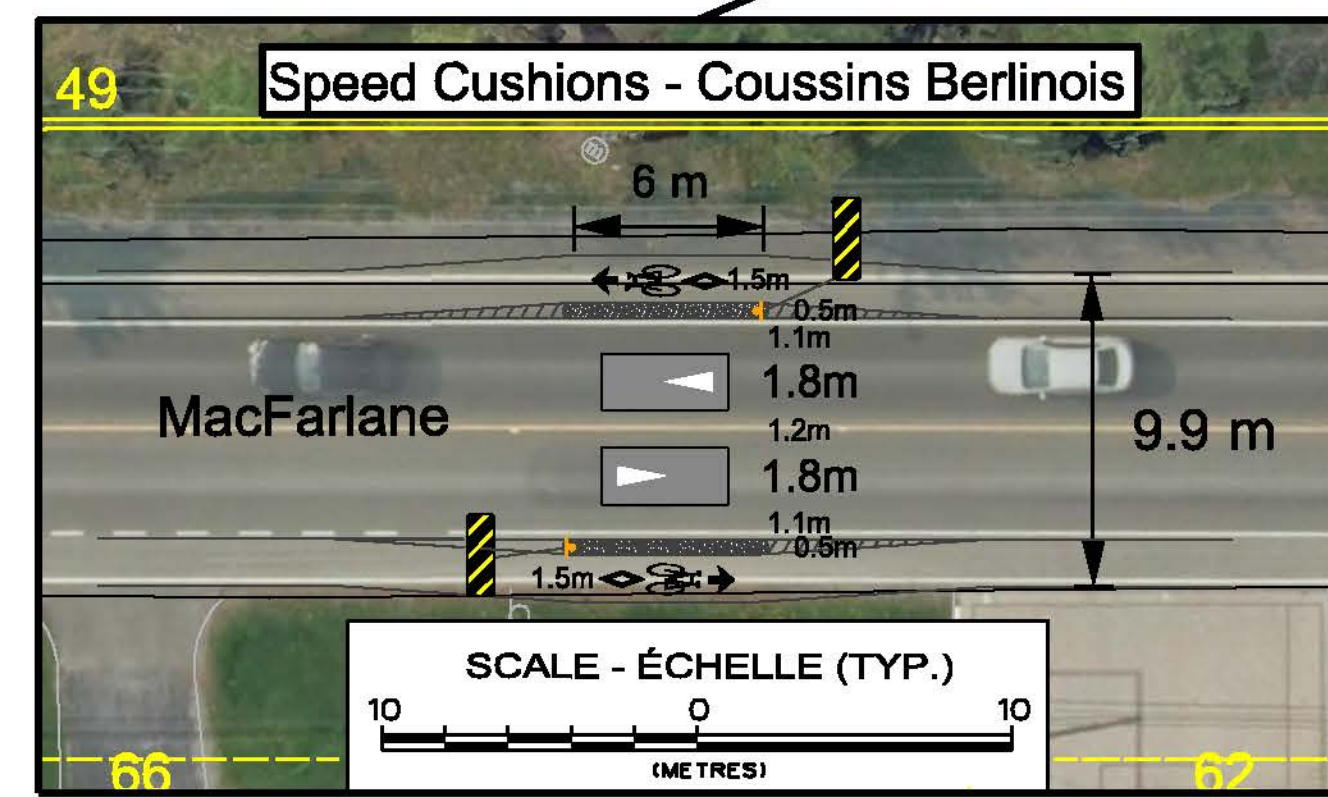 49
Speed Cushions - Coussins Berlinois
m
6 m
1.5m
0.5m
1.1m
1.8m
MacFarlane
1.2m
9.9 m
1.8m
1.1m
0.5m
1.5m
h
SCALE - ÉCHELLE (TYP.)
10 0 10
(METRES)
66
62